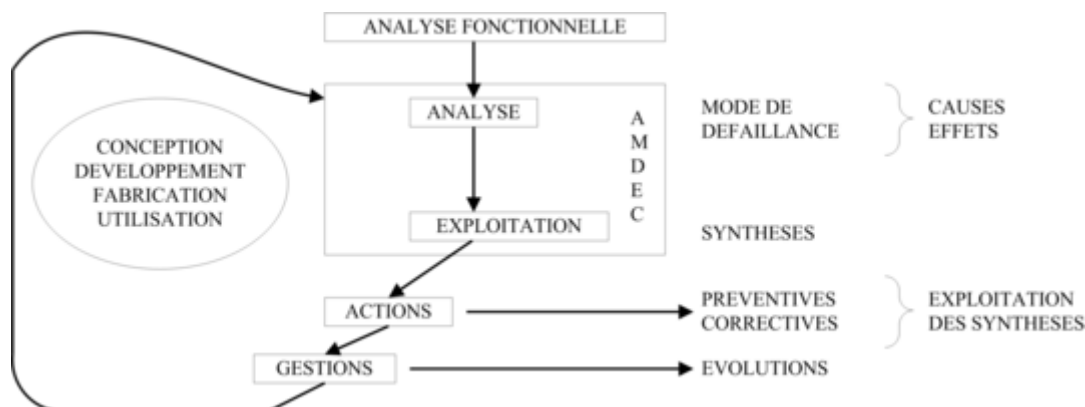 ANALYSE FONCTIONNELLE
ANALYSE
A
M
D
E
C
MODE DE
DEFAILLANCE
CAUSES
EFFETS
CONCEPTION
DEVELOPPEMENT
FABRICATION
UTILISATION
EXPLOITATION
SYNTHESES
ACTIONS
PREVENTIVES
CORRECTIVES
EXPLOITATION
DES SYNTHESES
GESTIONS
EVOLUTIONS